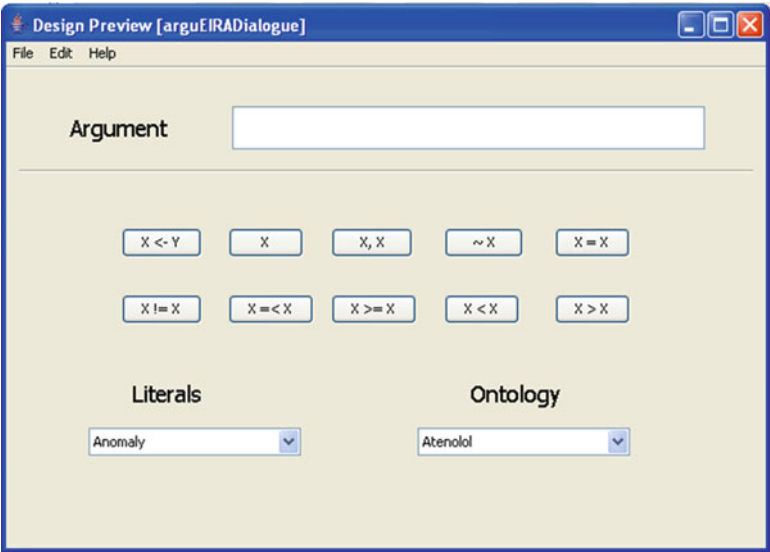 Design Preview [arguEIRADialogue]
File Edit Help
Argument
X <- Y X X, X ~ X X = X
X != X X =< X X >= X X < X X > X
Literals Ontology
Anomaly Atenolol